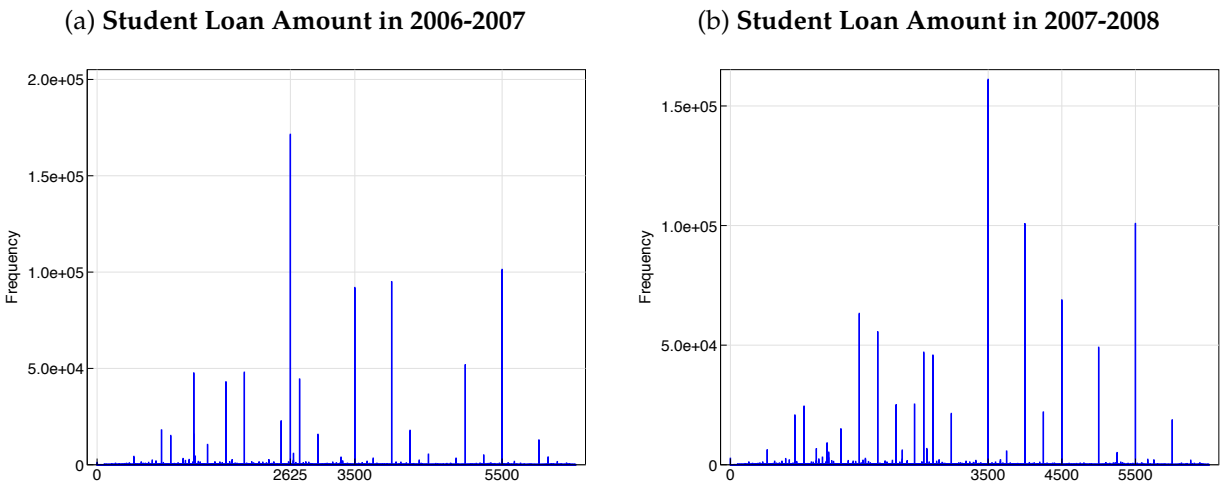 (a) Student Loan Amount in 2006-2007
2.0e+05
1.5e+05
1.0e+05
5.0e+04
0
Frequency
0 2625 3500 5500
(b) Student Loan Amount in 2007-2008
1.5e+05
1.0e+05
5.0e+04
0
Frequency
0 3500 4500 5500